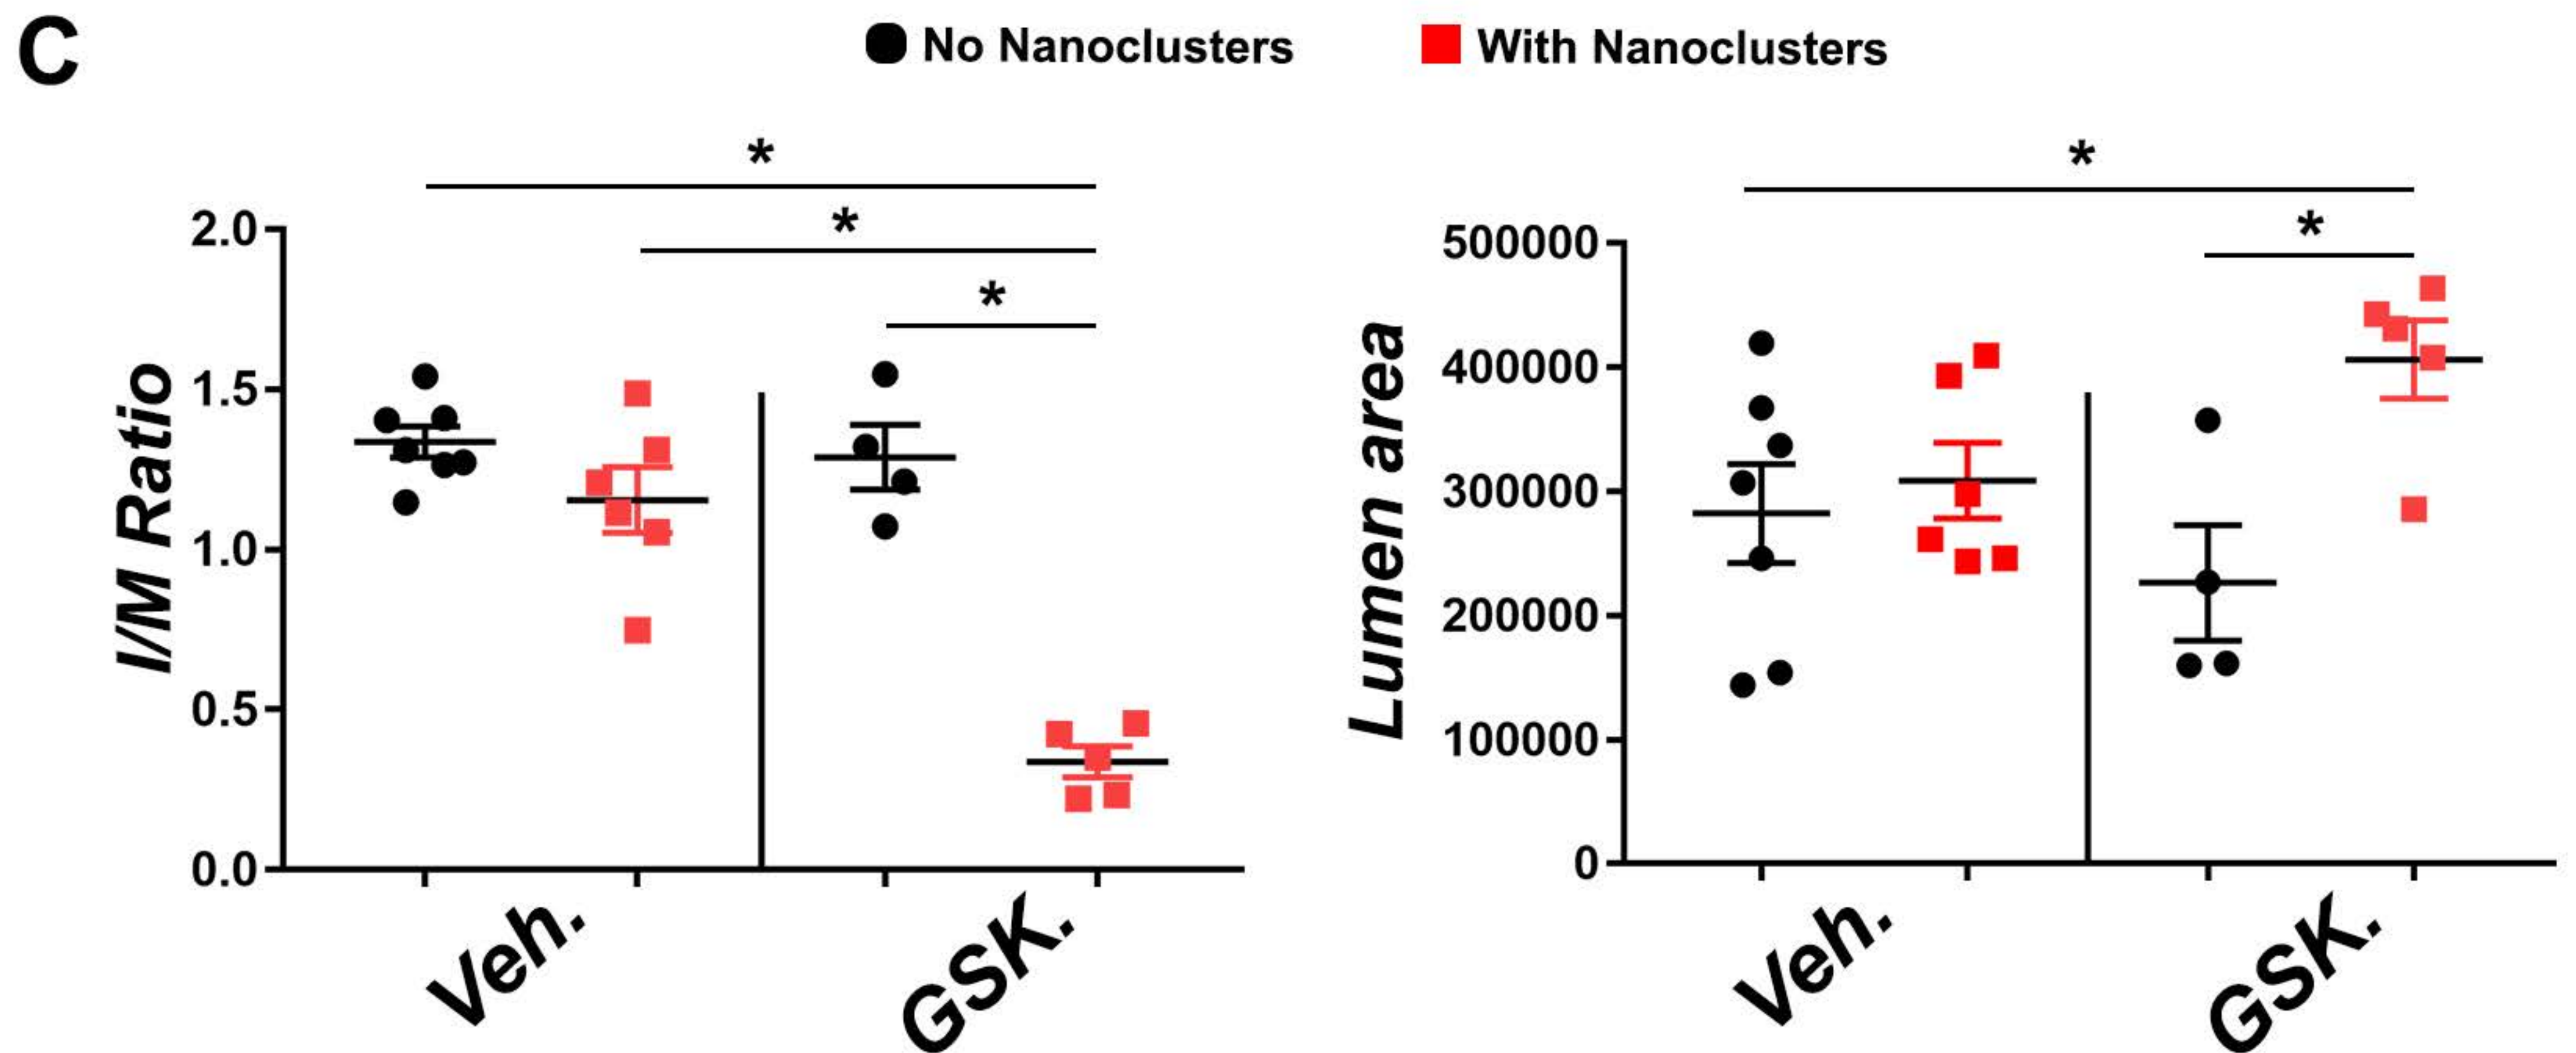 C
No Nanoclusters
With Nanoclusters
*
*
*
I/M Ratio
2.0
1.5
1.0
0.5
0.0
Veh.
GSK.
*
*
Lumen area
500000
400000
300000
200000
100000
0
Veh.
GSK.